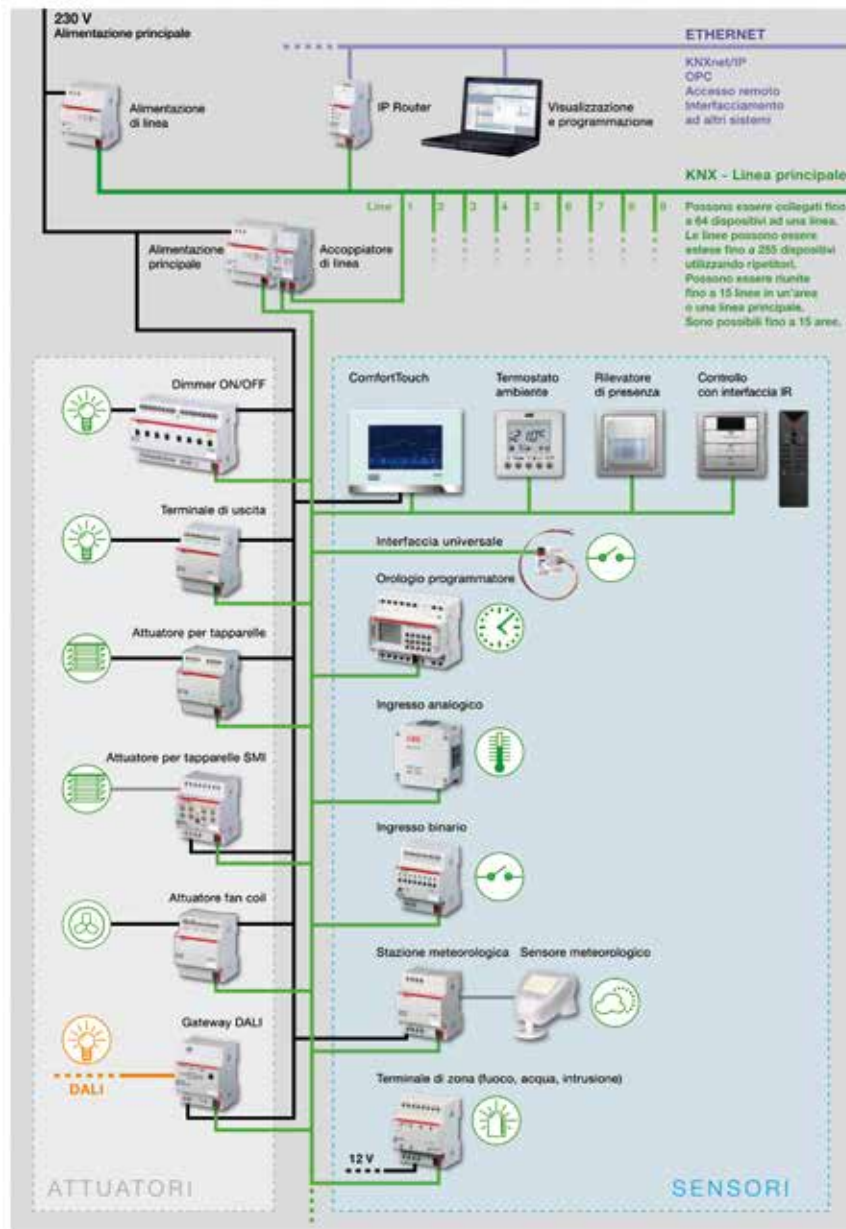 230 V
Alimentazione principale
ETHERNET
KNXnet/IP
OPC
Accesso remoto
Interfacciamento
ad altri sistemi
Alimentazione
di linea
IP Router
Visualizzazione
e programmazione
KNX - Linea principale
Line 1 2 3 4 5 6 7 8 9
Possono essere collegati fino
a 64 dispositivi ad una linea.
Le linee possono essere
estese fino a 255 dispositivi
utilizzando ripetitori.
Possono essere riunite
fino a 15 linee in un'area
o una linea principale.
Sono possibili fino a 15 aree.
Alimentazione
principale
Accoppiatore
di linea
Dimmer ON/OFF
Terminale di uscita
Attuatore per tapparelle
Attuatore per tapparelle SMI
Attuatore fan coil
Gateway DALI
DALI
ATTUATORI
ComfortTouch
Termostato
ambiente
Rilevatore
di presenza
Controllo
con interfaccia IR
Interfaccia universale
Orologio programmatore
Ingresso analogico
ABB
Ingresso binario
Stazione meteorologica
Sensore meteorologico
Terminale di zona (fuoco, acqua, intrusione)
12 V
SENSORI